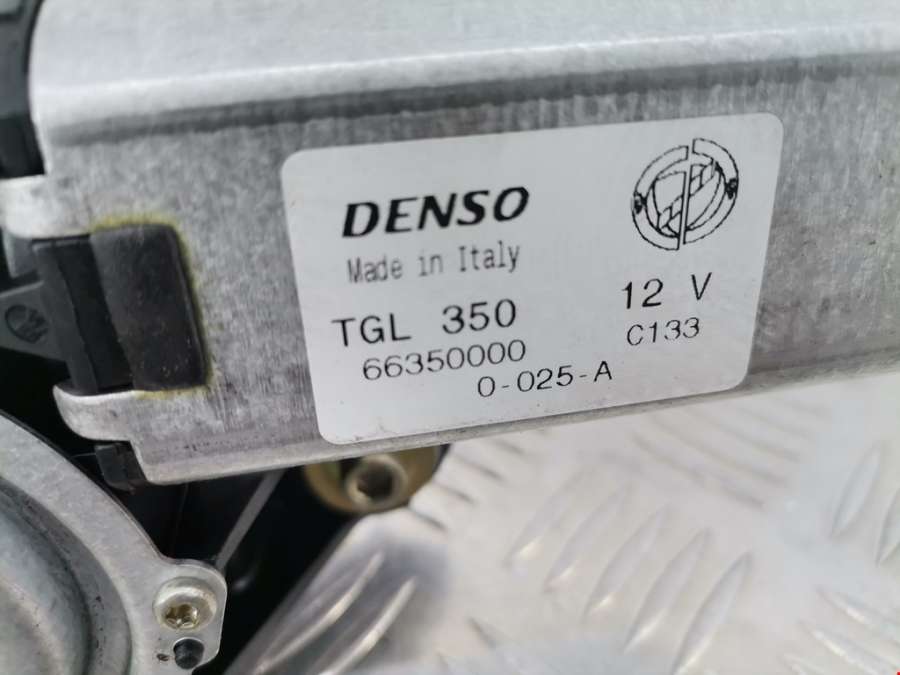 DENSO
Made in Italy
TGL 350 12 V
66350000 C133
0-025-A